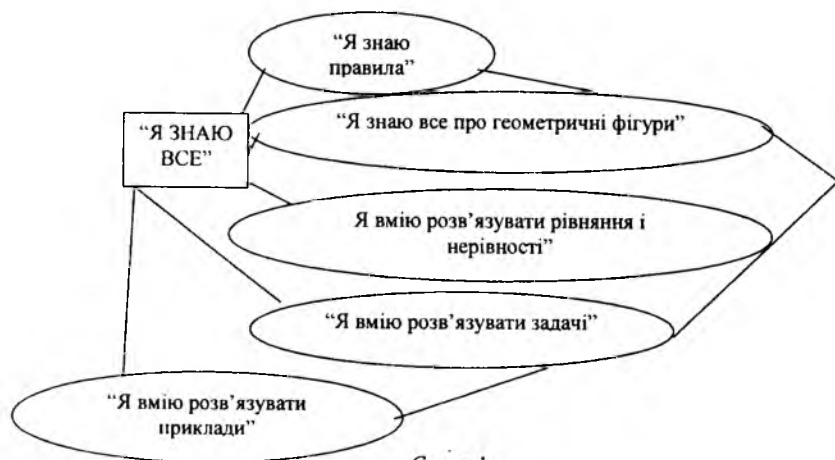 “Я знаю
правила”
“Я ЗНАЮ
ВСЕ”
“Я знаю все про геометричні фігури”
Я вмію розв’язувати рівняння і
нерівності”
“Я вмію розв’язувати задачі”
“Я вмію розв’язувати
приклади”